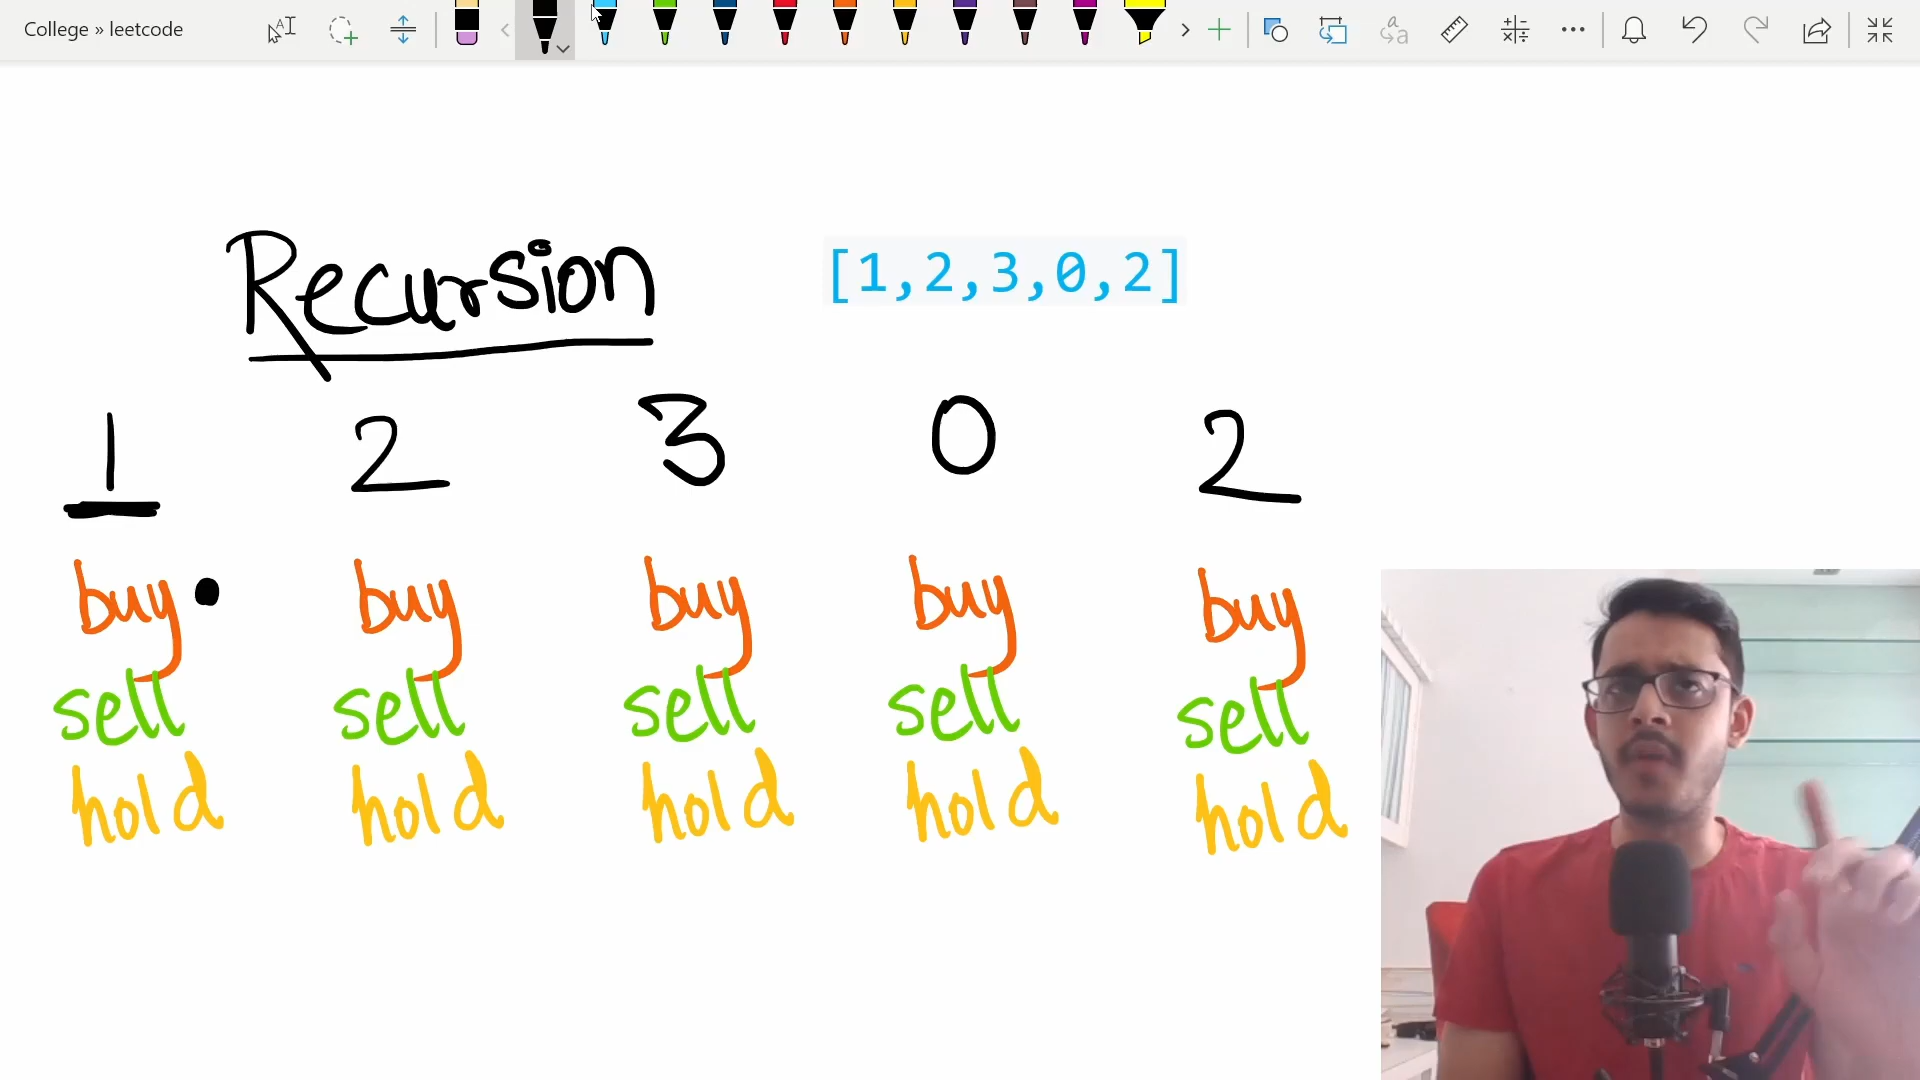 College » leetcode
Recursion [1,2,3,0,2]
1 2 3 0 2
buy buy buy buy buy
sell sell sell sell sell
hold hold hold hold hold